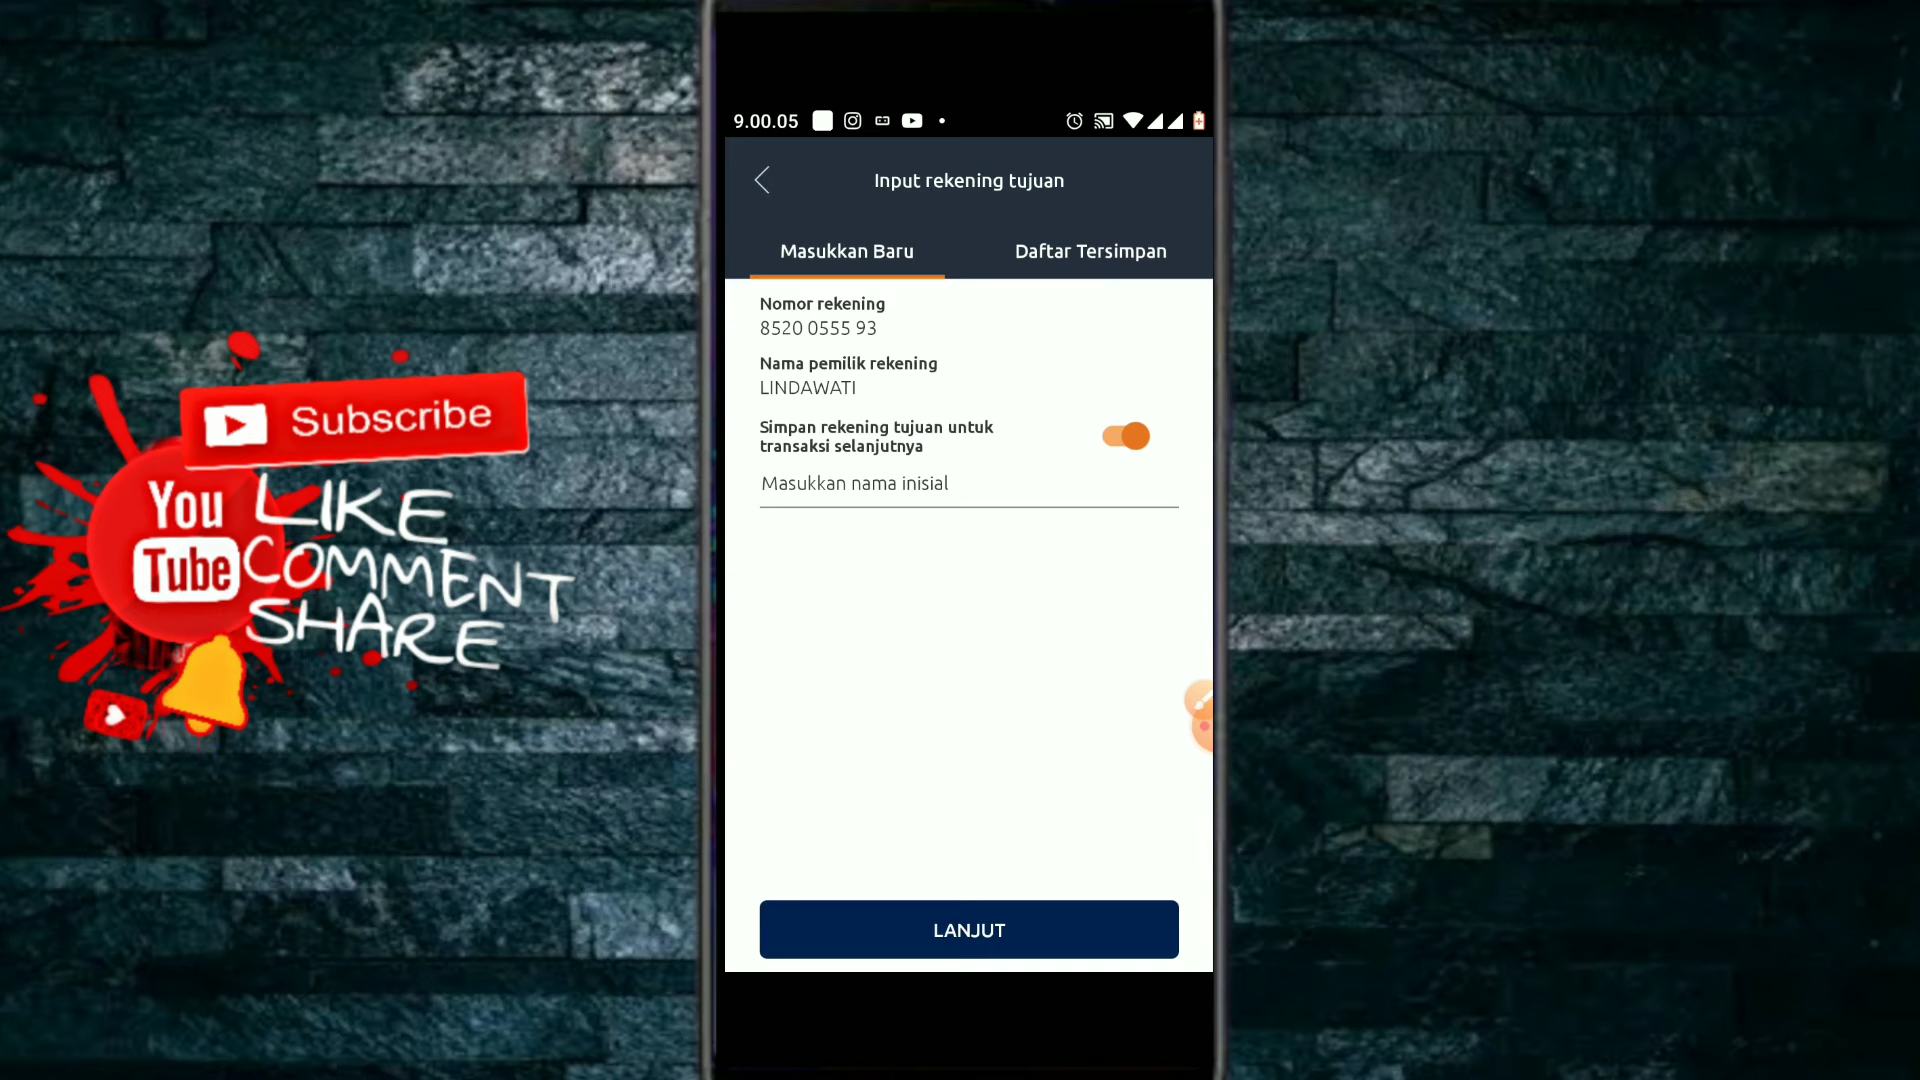 Subscribe
You
Tube
LIKE
COMMENT
SHARE
9.00.05
Input rekening tujuan
Masukkan Baru
Daftar Tersimpan
Nomor rekening
8520 0555 93
Nama pemilik rekening
LINDAWATI
Simpan rekening tujuan untuk
transaksi selanjutnya
Masukkan nama inisial
LANJUT